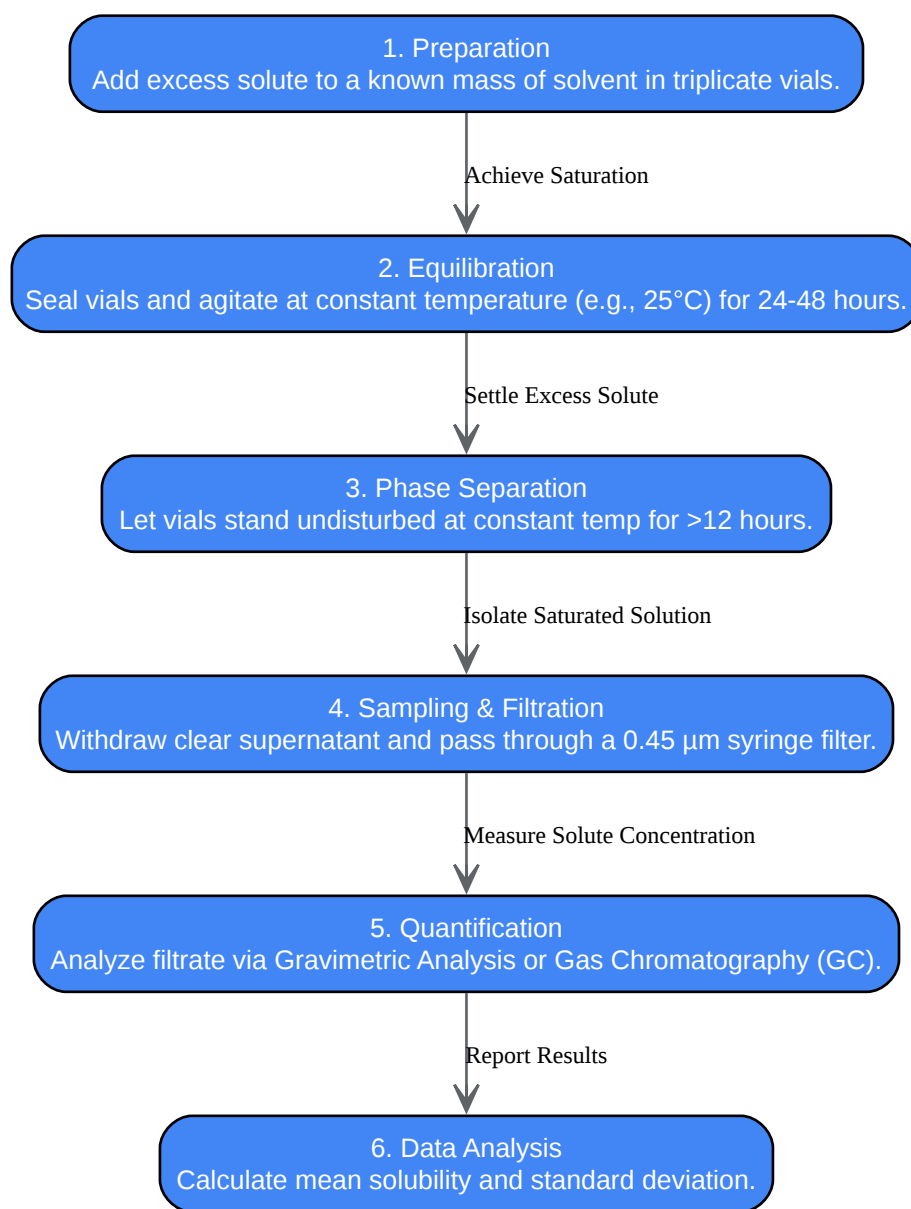 1. Preparation
Add excess solute to a known mass of solvent in triplicate vials.
Achieve Saturation
2. Equilibration
Seal vials and agitate at constant temperature (e.g., 25°C) for 24-48 hours.
Settle Excess Solute
3. Phase Separation
Let vials stand undisturbed at constant temp for >12 hours.
Isolate Saturated Solution
4. Sampling & Filtration
Withdraw clear supernatant and pass through a 0.45 µm syringe filter.
Measure Solute Concentration
5. Quantification
Analyze filtrate via Gravimetric Analysis or Gas Chromatography (GC).
Report Results
6. Data Analysis
Calculate mean solubility and standard deviation.